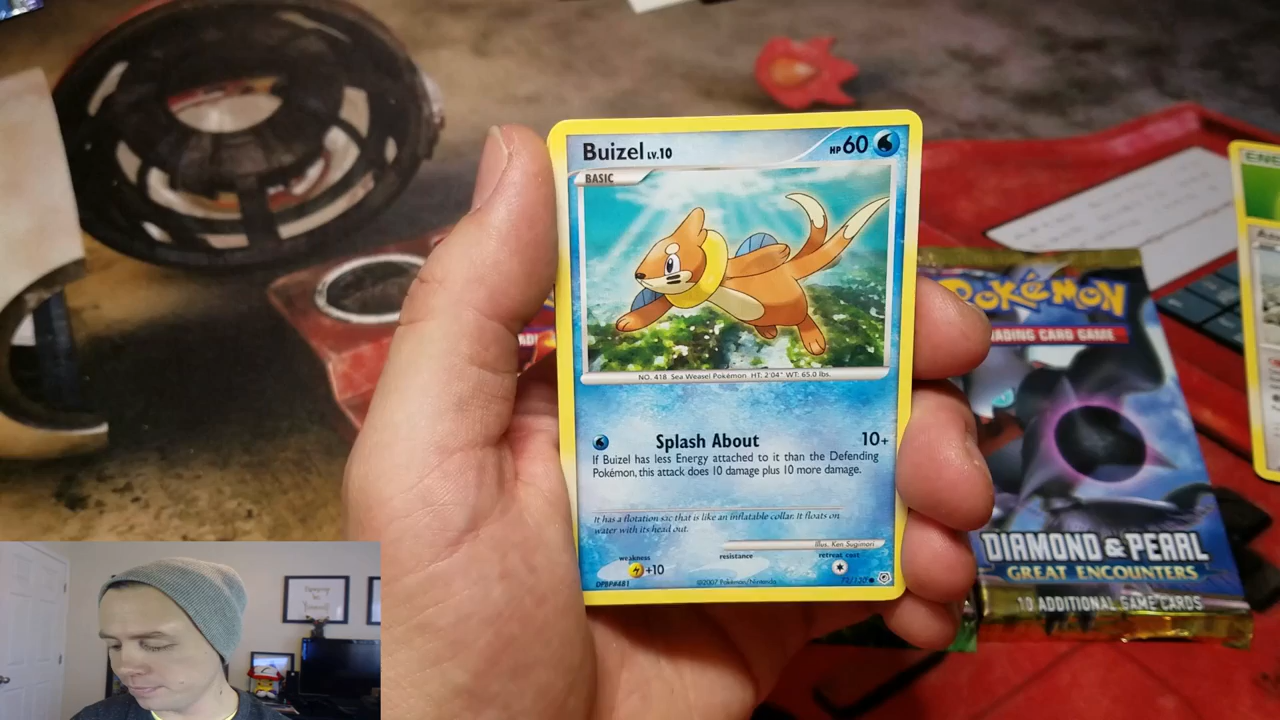 Buizel LV.10 HP 60
BASIC
NO. 418 Sea Weasel Pokémon HT: 2'04" WT: 65.0 lbs.
Splash About 10+
If Buizel has less Energy attached to it than the Defending
Pokémon, this attack does 10 damage plus 10 more damage.
It has a flotation sac that is like an inflatable collar. It floats on
water with its head out.
Illus. Ken Sugimori
weakness resistance retreat cost
+10
DPBP#481 ©2007 Pokémon/Nintendo 72/130
POKéMON
TRADING CARD GAME
DIAMOND & PEARL
GREAT ENCOUNTERS
10 ADDITIONAL GAME CARDS